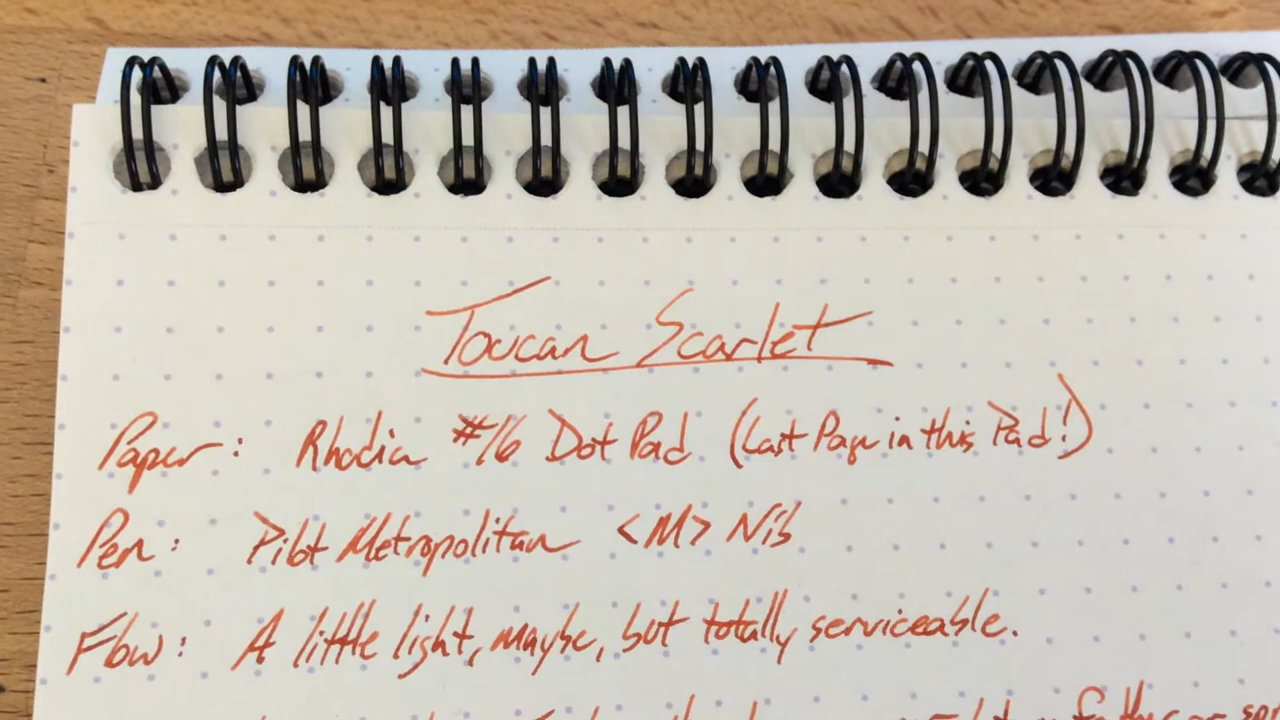 Toucan Scarlet
Paper: Rhodia #16 Dot Pad (Last Page in this Pad!)
Pen: Pilot Metropolitan <M> Nib
Flow: A little light, maybe, but totally serviceable.